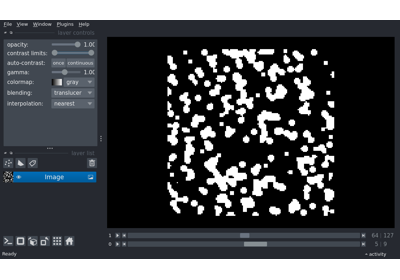 File View Window Plugins Help
layer controls
opacity: 1.00
contrast limits:
auto-contrast: once continuous
gamma: 1.00
colormap: gray
blending: translucer
interpolation: nearest
layer list
Image
1 64 127
0 5 9
Ready activity